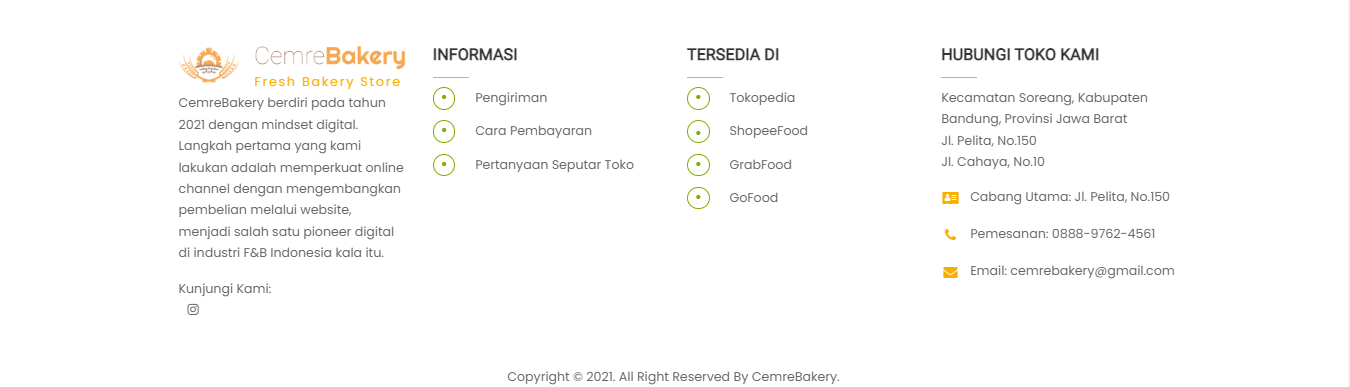 CemreBakery
Fresh Bakery Store
CemreBakery berdiri pada tahun
2021 dengan mindset digital.
Langkah pertama yang kami
lakukan adalah memperkuat online
channel dengan mengembangkan
pembelian melalui website,
menjadi salah satu pioneer digital
di industri F&B Indonesia kala itu.
Kunjungi Kami:
INFORMASI
Pengiriman
Cara Pembayaran
Pertanyaan Seputar Toko
TERSEDIA DI
Tokopedia
ShopeeFood
GrabFood
GoFood
HUBUNGI TOKO KAMI
Kecamatan Soreang, Kabupaten
Bandung, Provinsi Jawa Barat
Jl. Pelita, No.150
Jl. Cahaya, No.10
Cabang Utama: Jl. Pelita, No.150
Pemesanan: 0888-9762-4561
Email: cemrebakery@gmail.com
Copyright © 2021. All Right Reserved By CemreBakery.